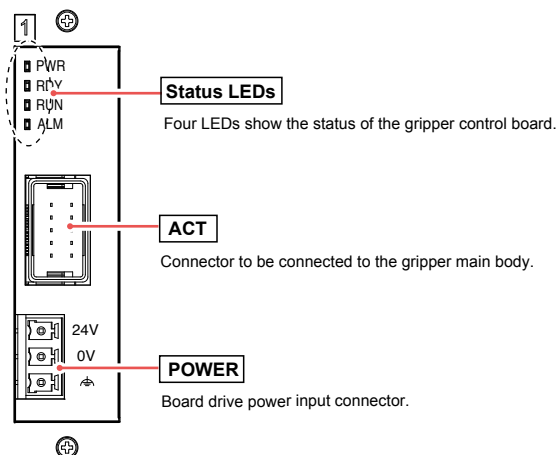 1
PWR
RDY
RUN
ALM
Status LEDs
Four LEDs show the status of the gripper control board.
ACT
Connector to be connected to the gripper main body.
24V
0V
POWER
Board drive power input connector.